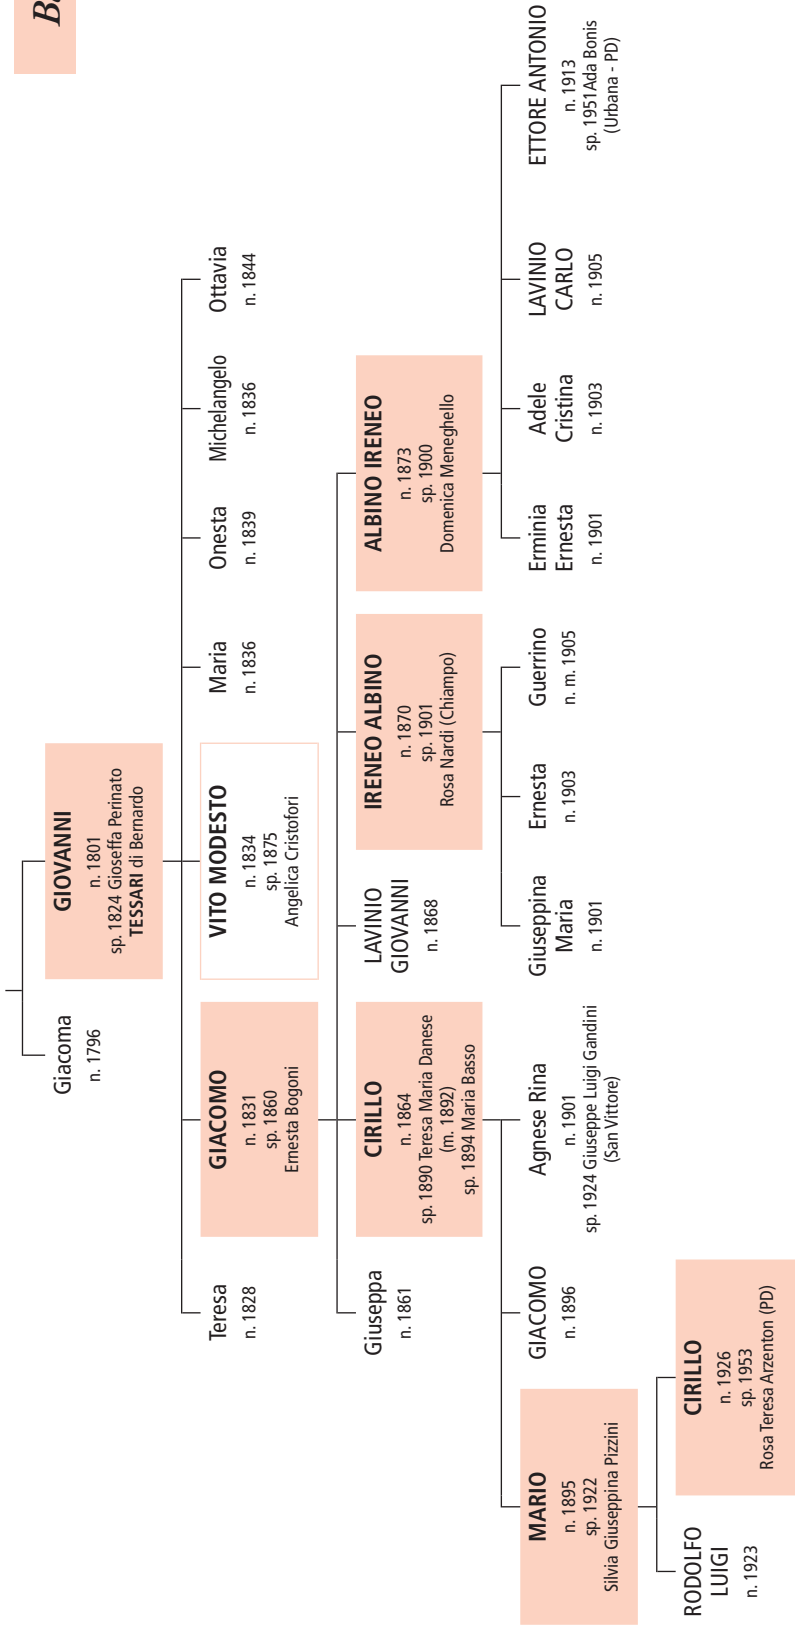 Ba
Giacoma
n. 1796
GIOVANNI
n. 1801
sp. 1824 Gioseffa Perinato
TESSARI di Bernardo
Teresa
n. 1828
GIACOMO
n. 1831
sp. 1860
Ernesta Bogoni
VITO MODESTO
n. 1834
sp. 1875
Angelica Cristofori
Maria
n. 1836
Onesta
n. 1839
Michelangelo
n. 1836
Ottavia
n. 1844
Giuseppa
n. 1861
CIRILLO
n. 1864
sp. 1890 Teresa Maria Danese
(m. 1892)
sp. 1894 Maria Basso
LAVINIO
GIOVANNI
n. 1868
IRENEO ALBINO
n. 1870
sp. 1901
Rosa Nardi (Chiampo)
ALBINO IRENEO
n. 1873
sp. 1900
Domenica Meneghello
MARIO
n. 1895
sp. 1922
Silvia Giuseppina Pizzini
GIACOMO
n. 1896
Agnese Rina
n. 1901
sp. 1924 Giuseppe Luigi Gandini
(San Vittore)
Giuseppina
Maria
n. 1901
Ernesta
n. 1903
Guerrino
n. m. 1905
Erminia
Ernesta
n. 1901
Adele
Cristina
n. 1903
LAVINIO
CARLO
n. 1905
ETTORE ANTONIO
n. 1913
sp. 1951Ada Bonis
(Urbana - PD)
RODOLFO
LUIGI
n. 1923
CIRILLO
n. 1926
sp. 1953
Rosa Teresa Arzenton (PD)